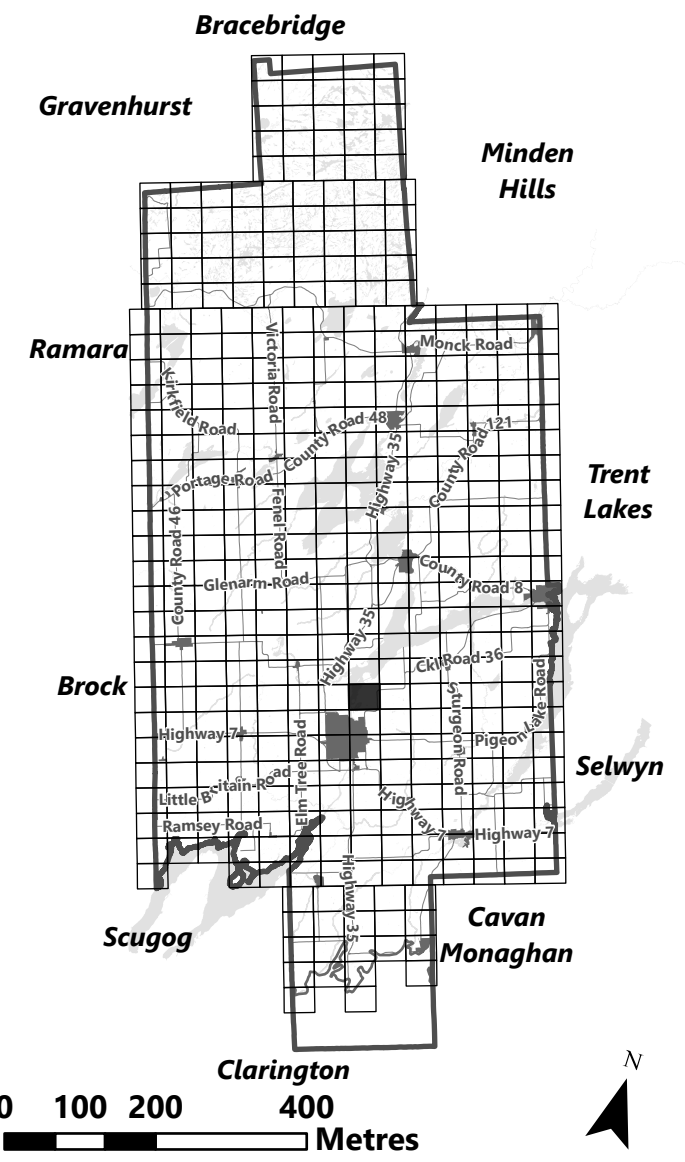 Bracebridge
Gravenhurst
Minden
Hills
Ramara
Monck Road
Victoria Road
Kirkfield Road
County Road 48
County Road 121
Highway 35
Portage Road
Trent
Lakes
Fenel Road
County Road 46
Glenarm Road
County Road 8
Highway 35
Ckl Road 36
Brock
Sturgeon Road
Pigeon Lake Road
Highway 7
Elm Tree Road
Selwyn
Little Britain Road
Highway 7
Ramsey Road
Highway 7
Highway 35
Scugog
Cavan
Monaghan
Clarington
N
0 100 200 400
Metres